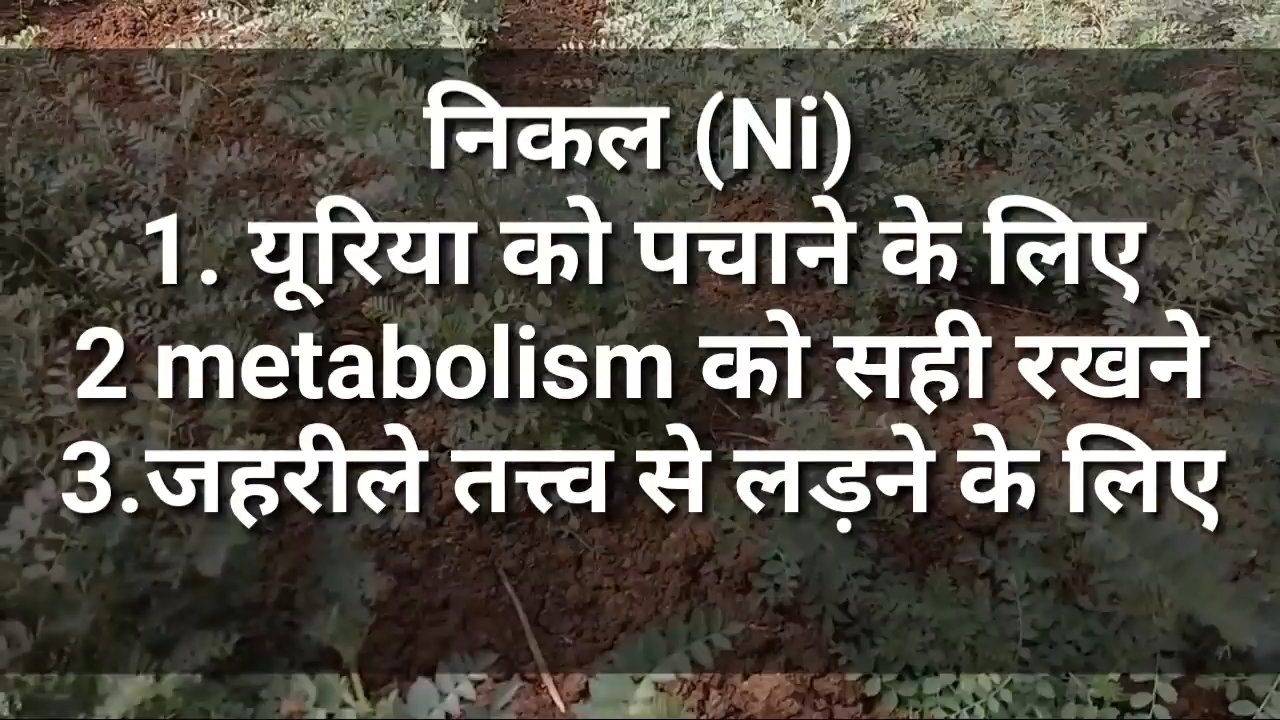 निकल (Ni)
1. यूरिया को पचाने के लिए
2 metabolism को सही रखने
3.जहरीले तत्त्व से लड़ने के लिए